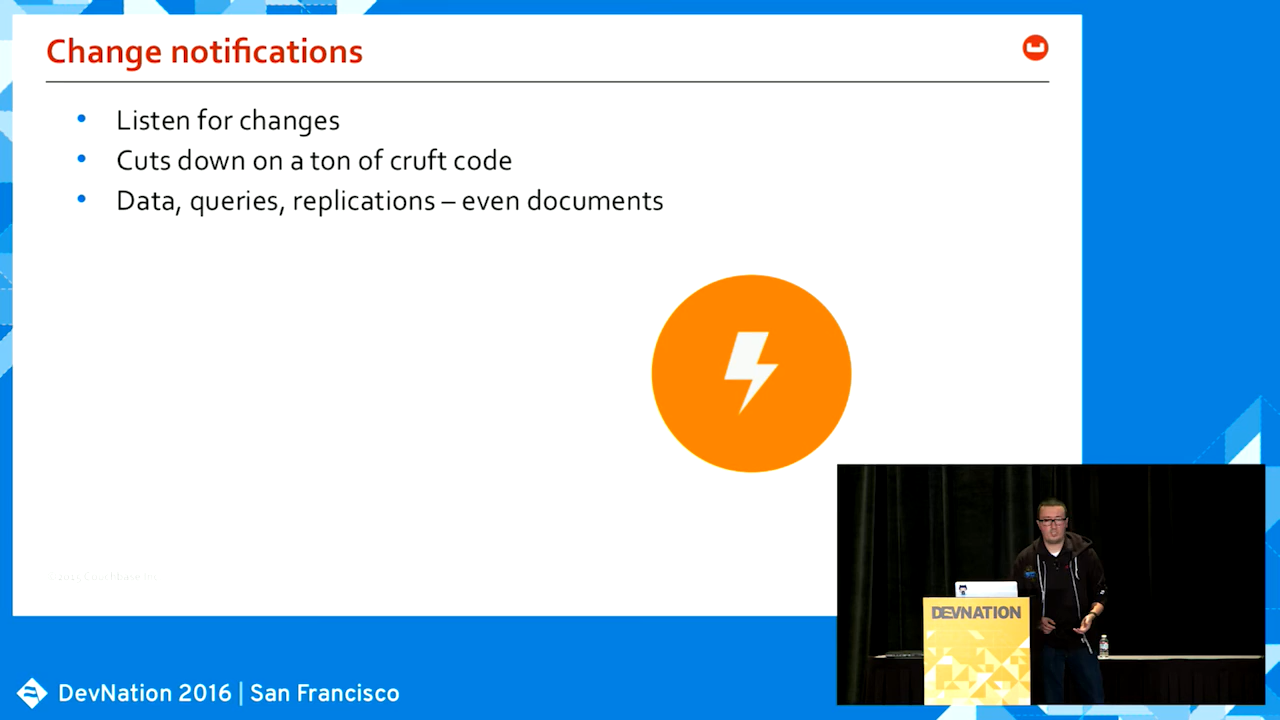 Change notifications
• Listen for changes
• Cuts down on a ton of cruft code
• Data, queries, replications – even documents
DEVNATION
DevNation 2016 | San Francisco